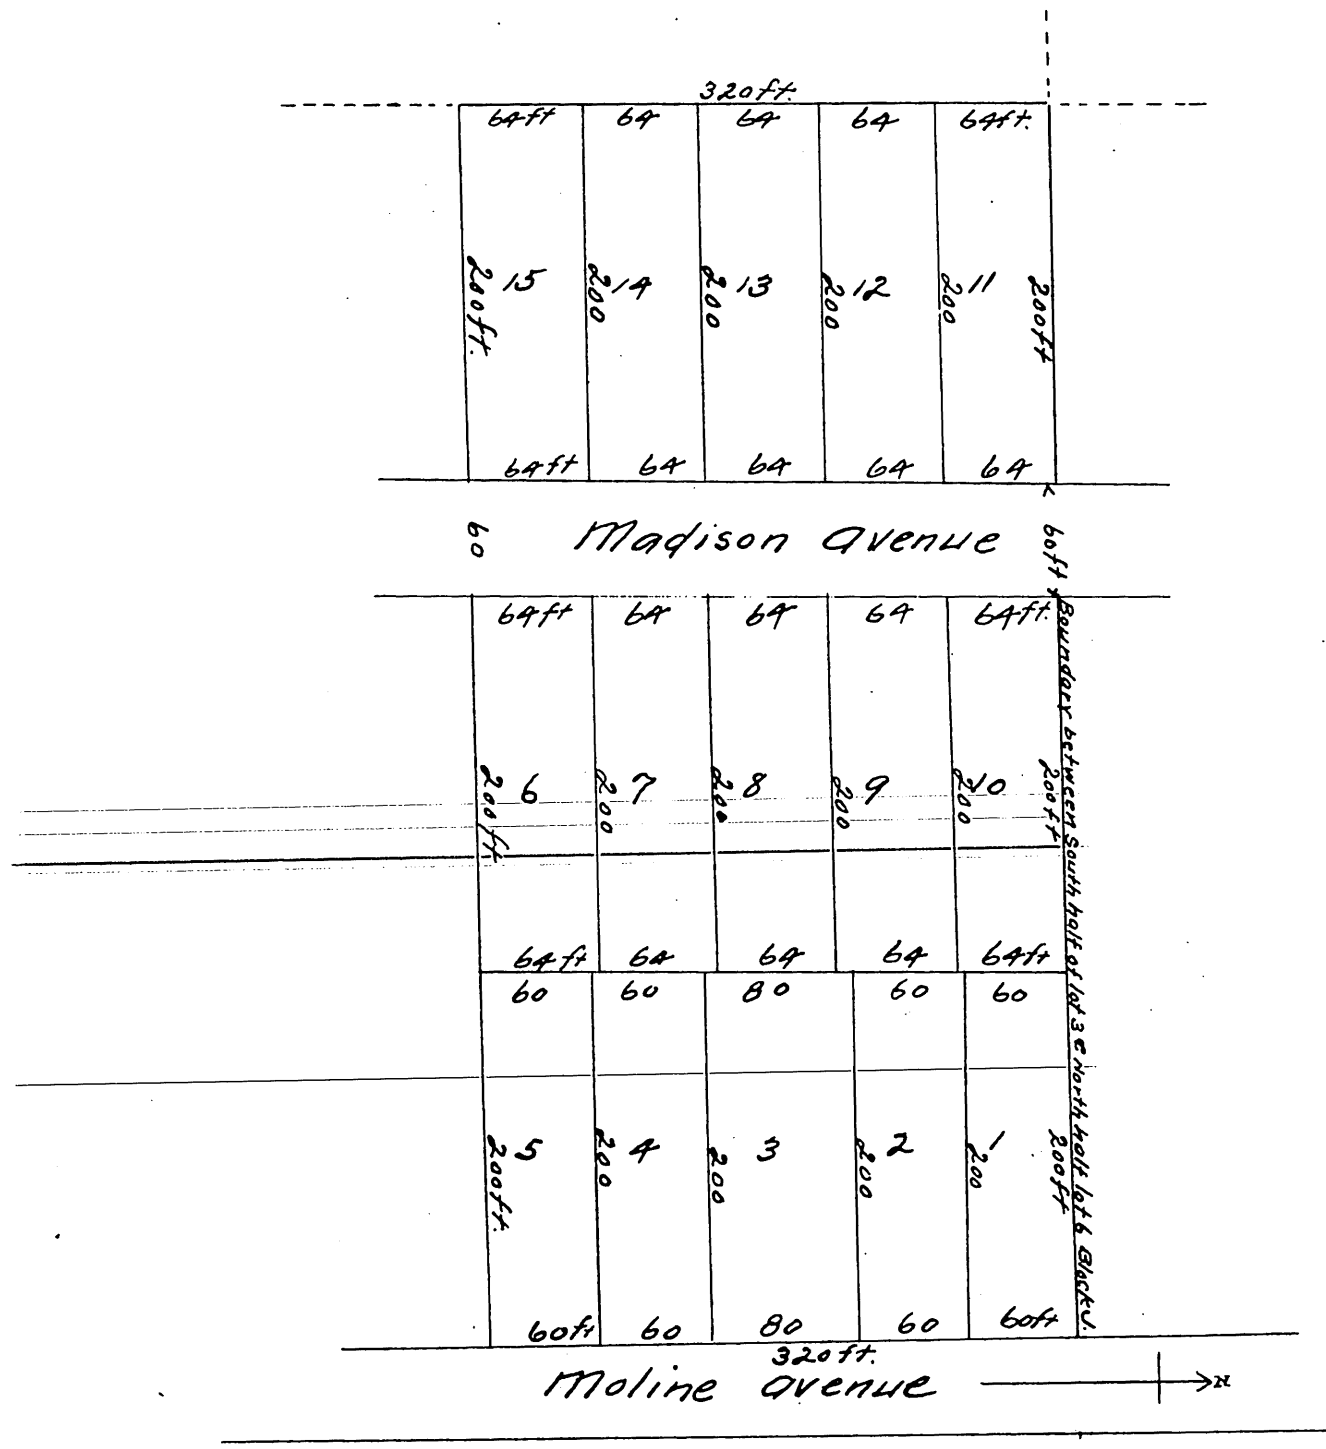 320ft.
64ft 64 64 64 64ft.
200ft. 15 200 14 200 13 200 12 200 11 200ft
64ft 64 64 64 64
60 Madison Avenue 60ft
64ft 64 64 64 64ft.
200ft 6 200 7 200 8 200 9 200 10 200ft
64ft 64 64 64 64ft
60 60 80 60 60
200ft. 5 200 4 200 3 200 2 200 1 200ft
60ft 60 80 60 60ft
Boundary between South half of lot 3 & North half lot 6 Block J.
320ft.
Moline Avenue
N